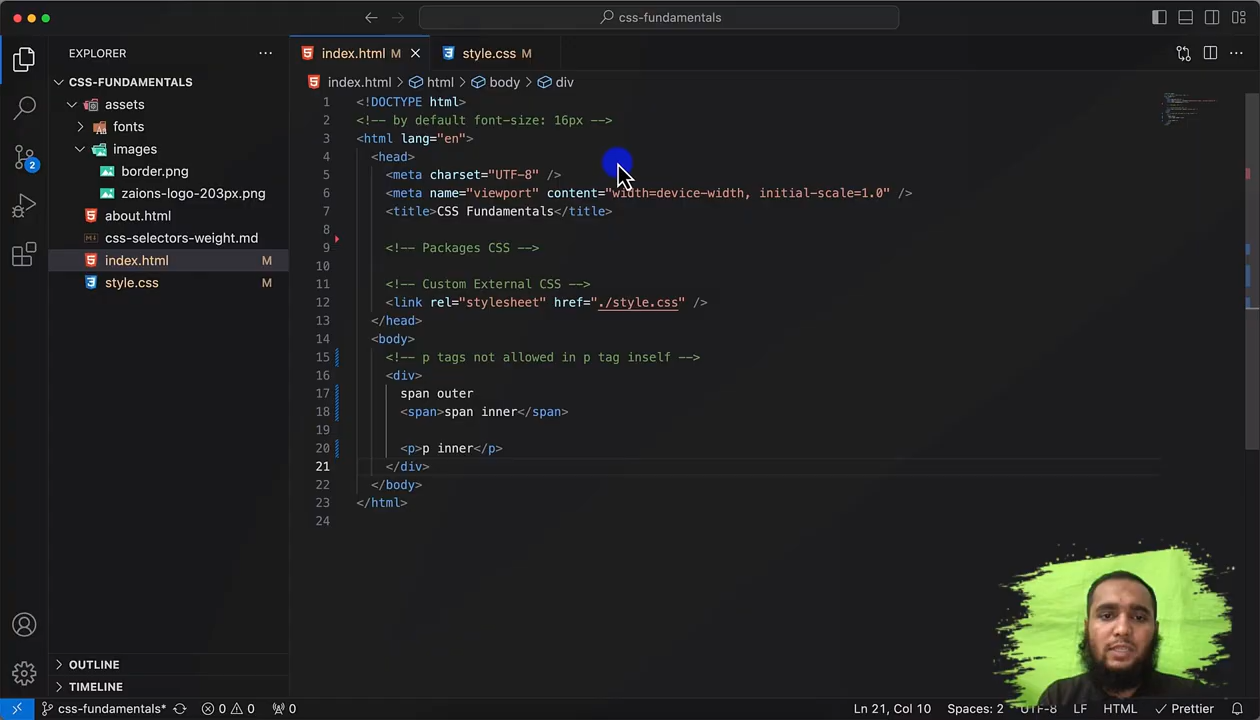 css-fundamentals
EXPLORER
CSS-FUNDAMENTALS
assets
fonts
images
border.png
zaions-logo-203px.png
about.html
css-selectors-weight.md
index.html M
style.css M
OUTLINE
TIMELINE
index.html M
style.css M
index.html > html > body > div
1 <!DOCTYPE html>
2 <!-- by default font-size: 16px -->
3 <html lang="en">
4 <head>
5 <meta charset="UTF-8" />
6 <meta name="viewport" content="width=device-width, initial-scale=1.0" />
7 <title>CSS Fundamentals</title>
8
9 <!-- Packages CSS -->
10
11 <!-- Custom External CSS -->
12 <link rel="stylesheet" href="./style.css" />
13 </head>
14 <body>
15 <!-- p tags not allowed in p tag inself -->
16 <div>
17 span outer
18 <span>span inner</span>
19
20 <p>p inner</p>
21 </div>
22 </body>
23 </html>
24
2
css-fundamentals* 0 0 0 Ln 21, Col 10 Spaces: 2 UTF-8 LF HTML Prettier